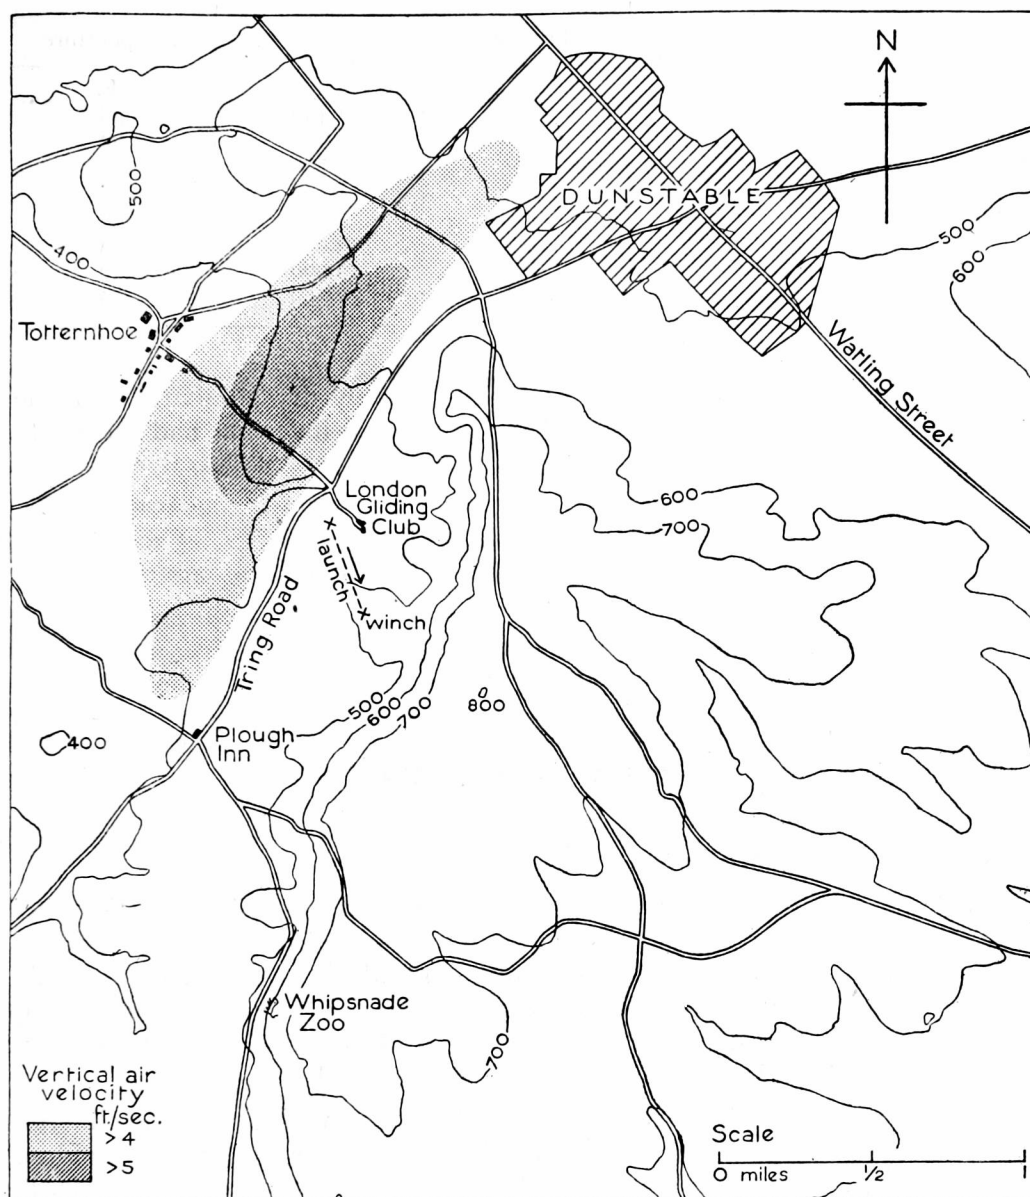 N
500
DUNSTABLE
400
500
600
Totternhoe
Watling Street
London
Gliding
Club
600
700
launch
winch
Tring Road
500
600
700
800
Plough
Inn
400
Whipsnade
Zoo
700
Vertical air
velocity
ft/sec.
>4
>5
Scale
0 miles 1/2 1